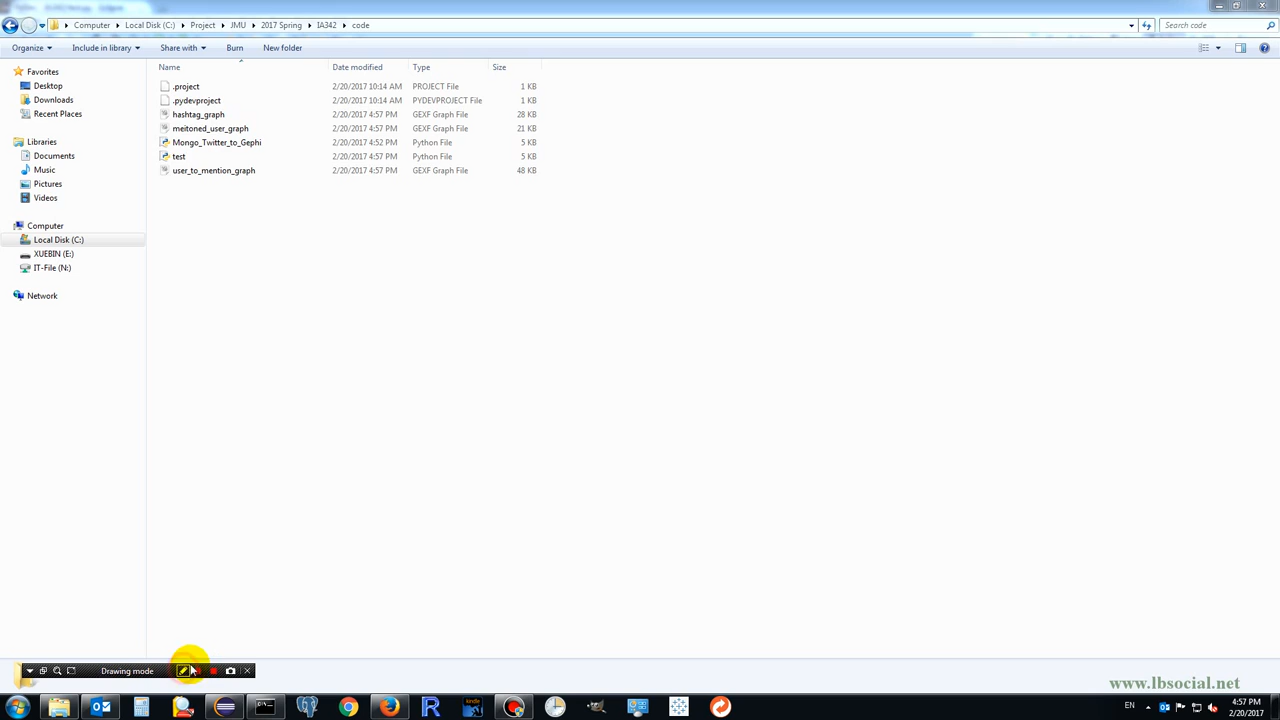 Computer ▸ Local Disk (C:) ▸ Project ▸ JMU ▸ 2017 Spring ▸ IA342 ▸ code
Search code
Organize
Include in library
Share with
Burn
New folder
Name Date modified Type Size
Favorites
Desktop
Downloads
Recent Places
Libraries
Documents
Music
Pictures
Videos
Computer
Local Disk (C:)
XUEBIN (E:)
IT-File (N:)
Network
.project 2/20/2017 10:14 AM PROJECT File 1 KB
.pydevproject 2/20/2017 10:14 AM PYDEVPROJECT File 1 KB
hashtag_graph 2/20/2017 4:57 PM GEXF Graph File 28 KB
meitoned_user_graph 2/20/2017 4:57 PM GEXF Graph File 21 KB
Mongo_Twitter_to_Gephi 2/20/2017 4:52 PM Python File 5 KB
test 2/20/2017 4:57 PM Python File 5 KB
user_to_mention_graph 2/20/2017 4:57 PM GEXF Graph File 48 KB
Drawing mode
www.lbsocial.net
R
kindle
EN
4:57 PM
2/20/2017